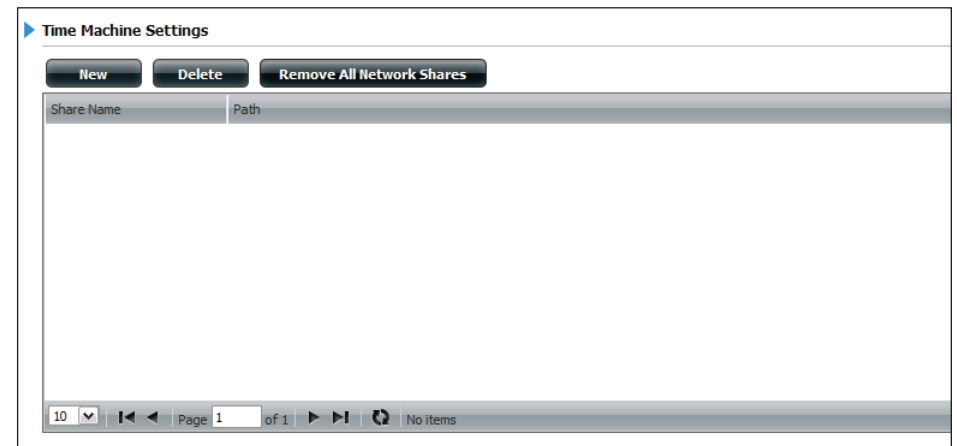 Time Machine Settings
New Delete Remove All Network Shares
Share Name Path
10 Page 1 of 1 No items